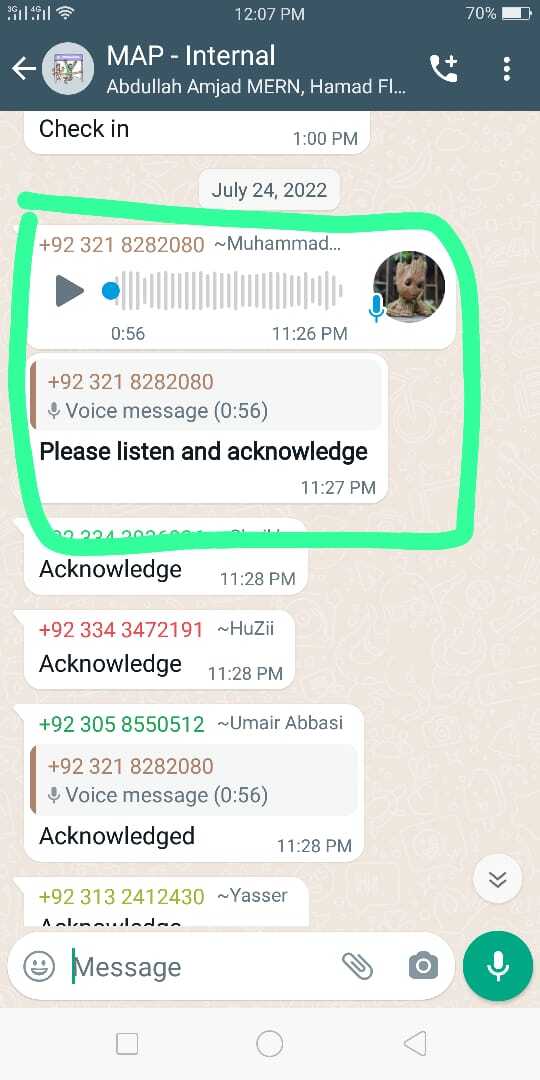 3G 4G 12:07 PM 70%
MAP - Internal
Abdullah Amjad MERN, Hamad Fl...
Check in
1:00 PM
July 24, 2022
+92 321 8282080 ~Muhammad...
0:56 11:26 PM
+92 321 8282080
Voice message (0:56)
Please listen and acknowledge
11:27 PM
Acknowledge
11:28 PM
+92 334 3472191 ~HuZii
Acknowledge
11:28 PM
+92 305 8550512 ~Umair Abbasi
+92 321 8282080
Voice message (0:56)
Acknowledged
11:28 PM
+92 313 2412430 ~Yasser
Acknowledge
Message